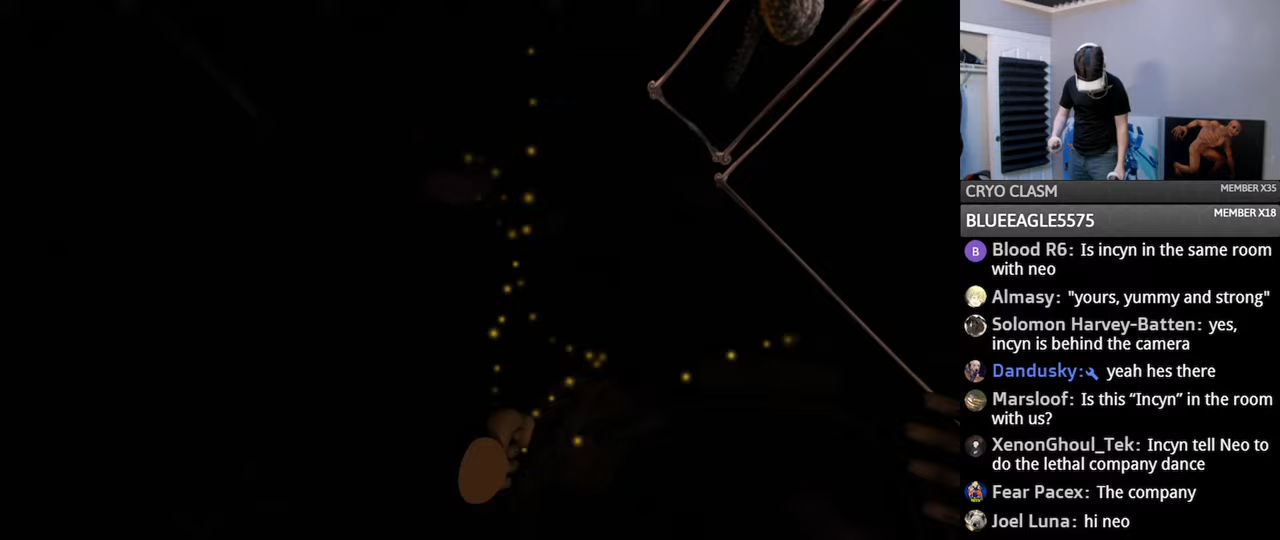 CRYO CLASM MEMBER X35
BLUEEAGLE5575 MEMBER X18
B Blood R6: Is incyn in the same room
with neo
Almasy: "yours, yummy and strong"
Solomon Harvey-Batten: yes,
incyn is behind the camera
Dandusky: yeah hes there
Marsloof: Is this “Incyn” in the room
with us?
XenonGhoul_Tek: Incyn tell Neo to
do the lethal company dance
Fear Pacex: The company
Joel Luna: hi neo